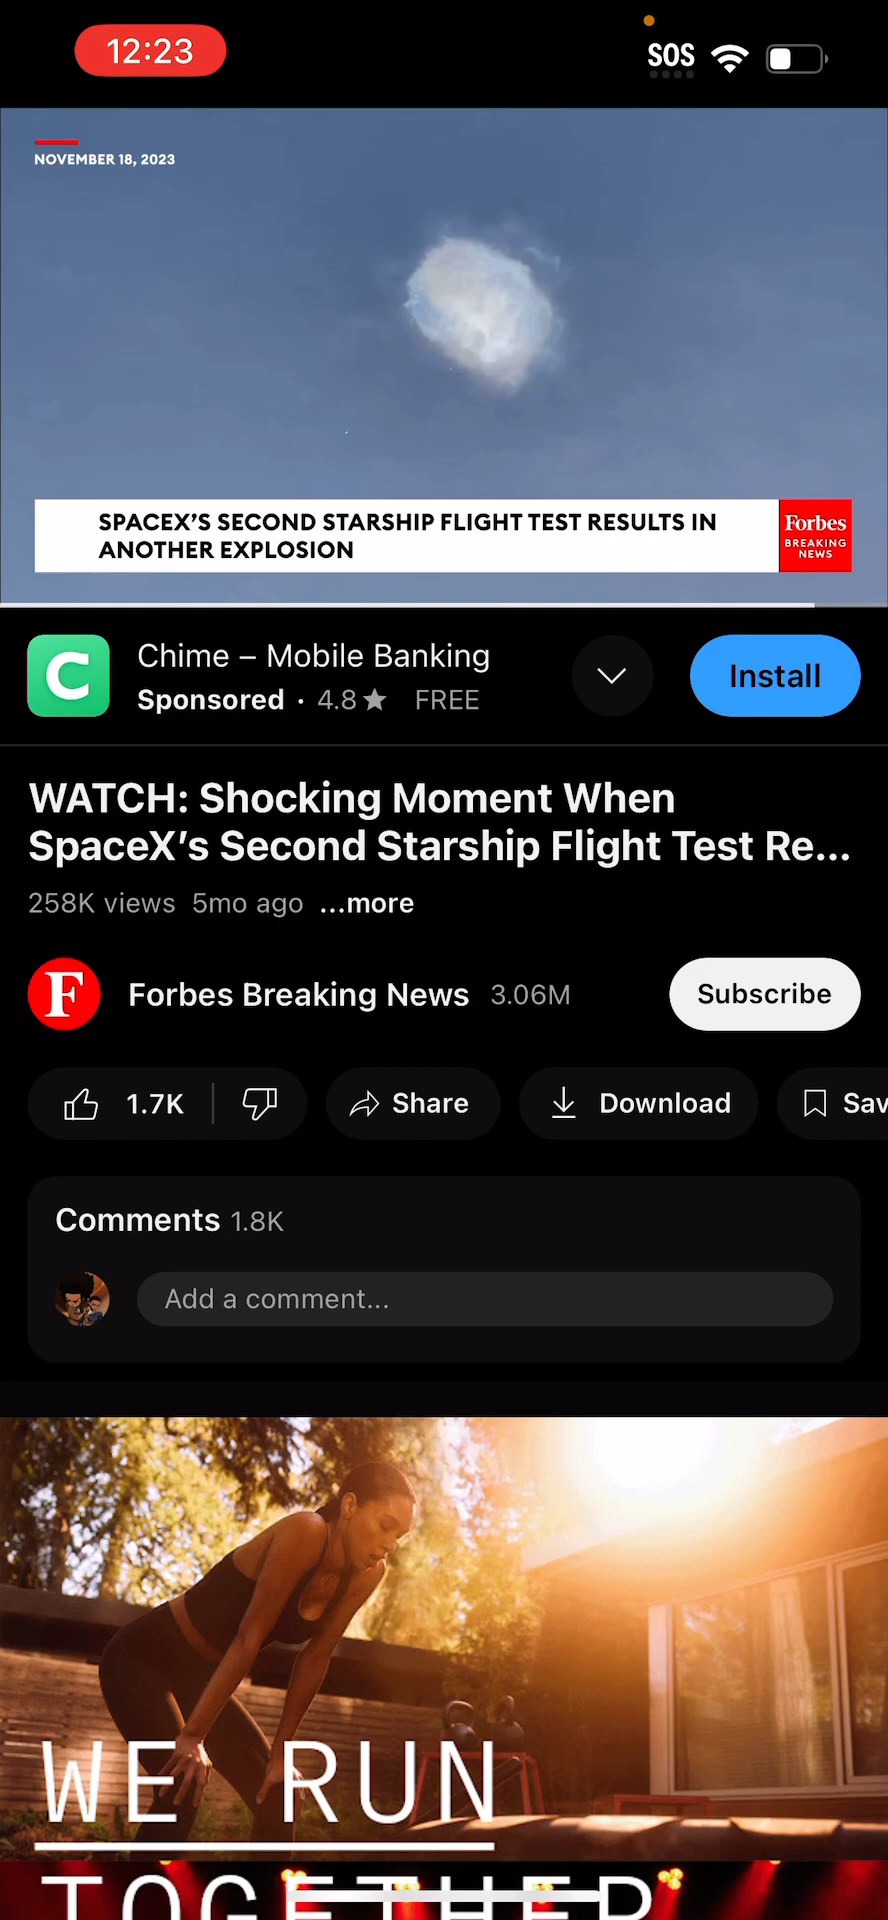 12:23
SOS
NOVEMBER 18, 2023
SPACEX'S SECOND STARSHIP FLIGHT TEST RESULTS IN
ANOTHER EXPLOSION
Forbes
BREAKING
NEWS
C
Chime – Mobile Banking
Sponsored · 4.8★ FREE
Install
WATCH: Shocking Moment When
SpaceX's Second Starship Flight Test Re...
258K views 5mo ago ...more
F
Forbes Breaking News 3.06M
Subscribe
1.7K
Share
Download
Sav
Comments 1.8K
Add a comment...
WE RUN
TOGETHER